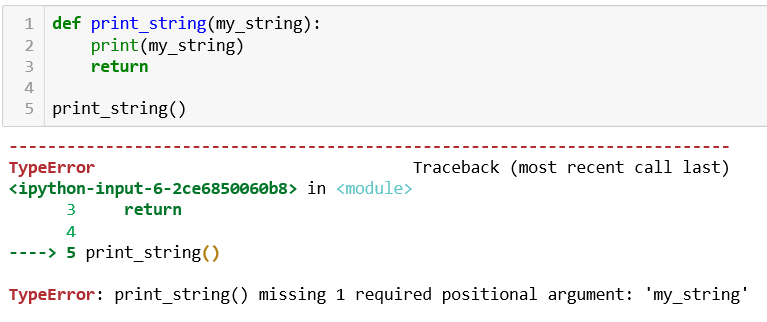 1 def print_string(my_string):
2     print(my_string)
3     return
4
5 print_string()
---------------------------------------------------------------------------
TypeError                                 Traceback (most recent call last)
<ipython-input-6-2ce6850060b8> in <module>
      3     return
      4
----> 5 print_string()
TypeError: print_string() missing 1 required positional argument: 'my_string'